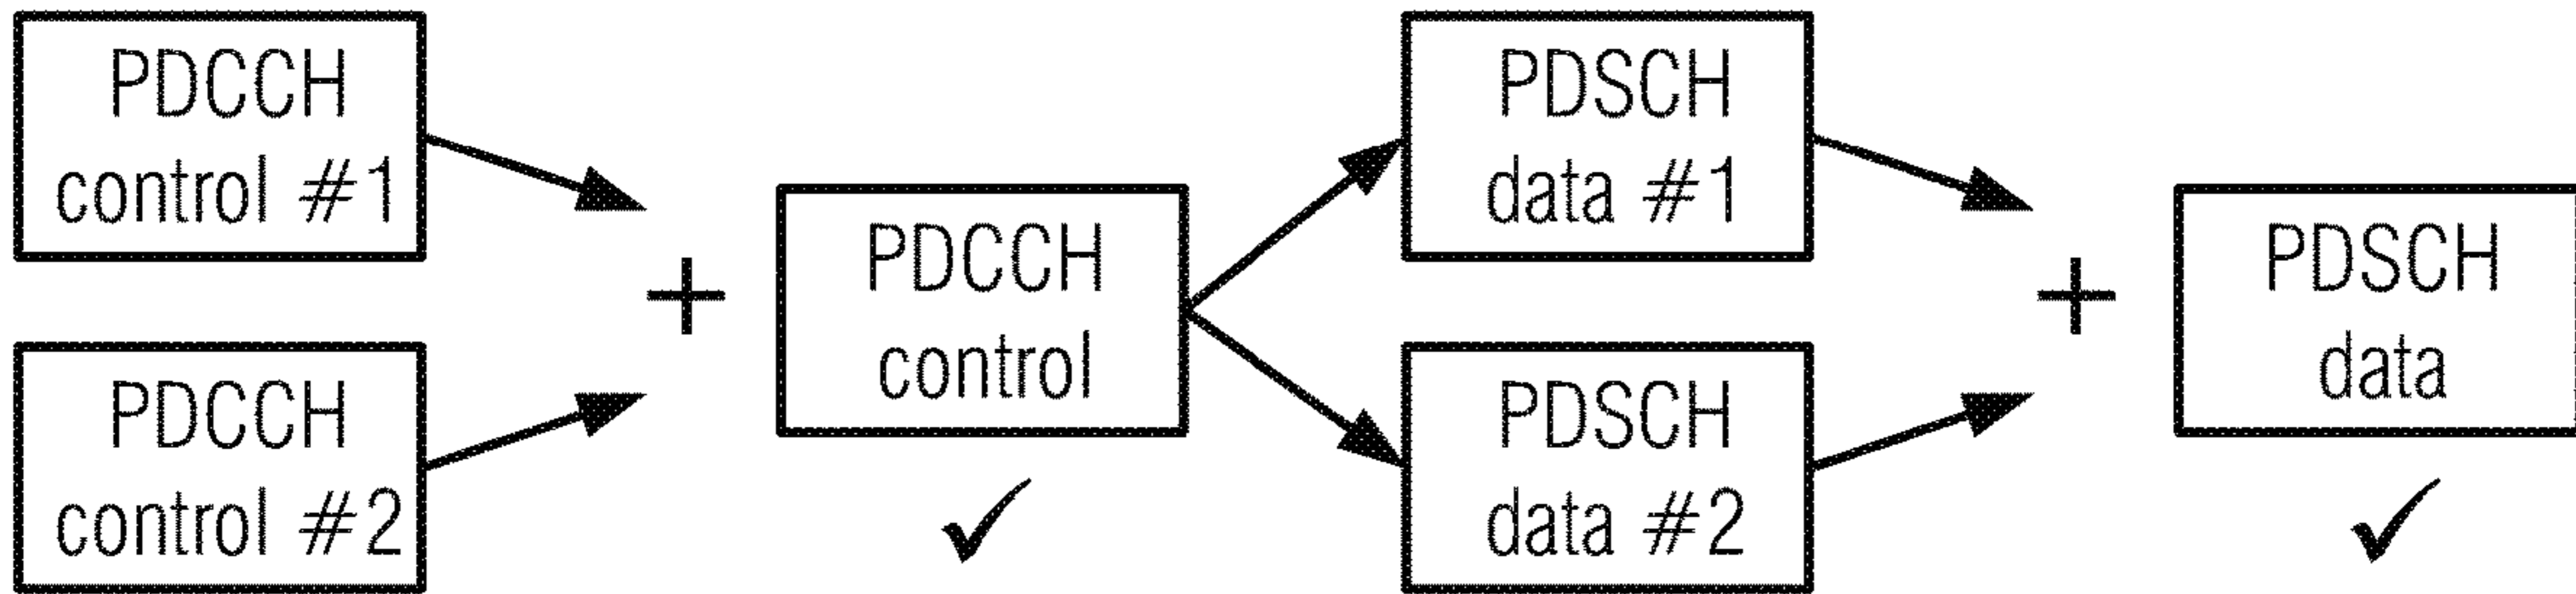 PDCCH
control #1
PDCCH
control #2
+
PDCCH
control
✓
PDSCH
data #1
PDSCH
data #2
+
PDSCH
data
✓